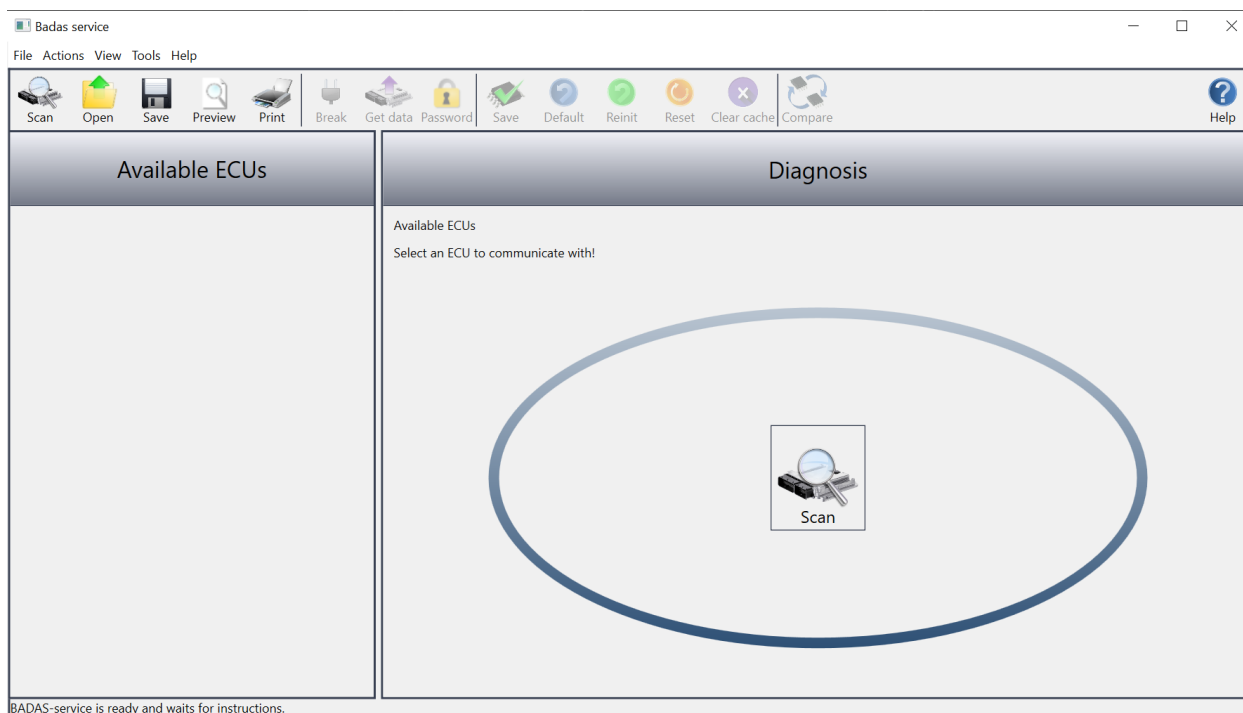 Badas service
File Actions View Tools Help
Scan Open Save Preview Print Break Get data Password Save Default Reinit Reset Clear cache Compare Help
Available ECUs
Diagnosis
Available ECUs
Select an ECU to communicate with!
Scan
BADAS-service is ready and waits for instructions.